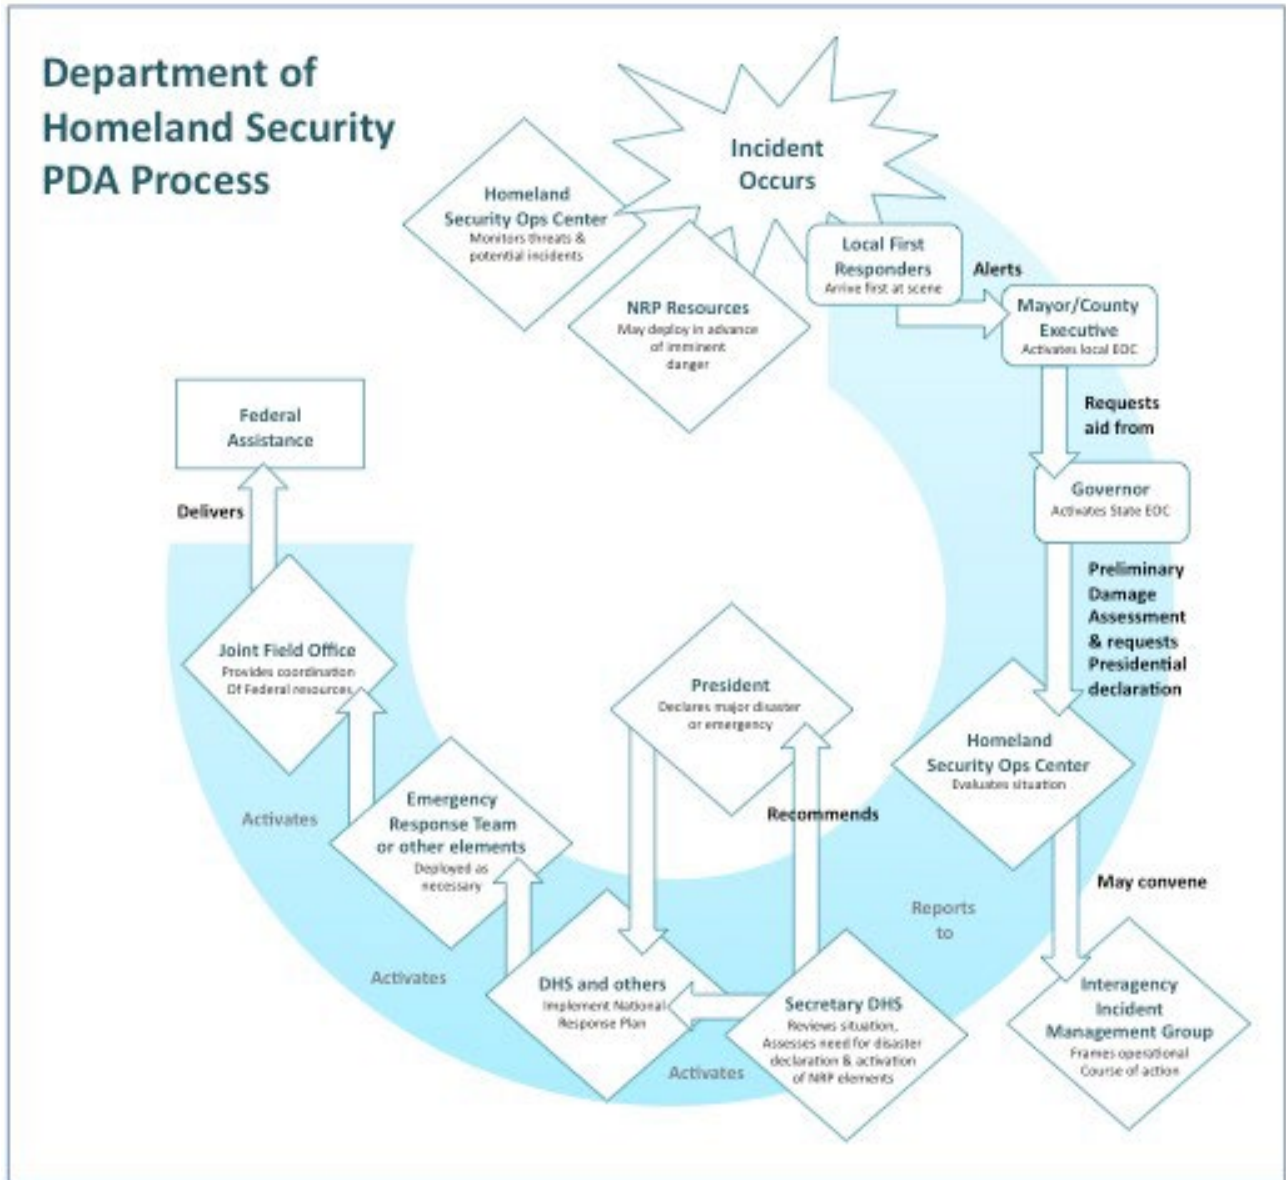 Department of
Homeland Security
PDA Process
Incident
Occurs
Homeland
Security Ops Center
Monitors threats &
potential incidents
NRP Resources
May deploy in advance
of imminent
danger
Local First
Responders
Arrive first at scene
Alerts
Mayor/County
Executive
Activates local EOC
Requests
aid from
Governor
Activates State EOC
Preliminary
Damage
Assessment
& requests
Presidential
declaration
Homeland
Security Ops Center
Evaluates situation
May convene
Interagency
Incident
Management Group
Frames operational
Course of action
Reports
to
Secretary DHS
Reviews situation,
Assesses need for disaster
declaration & activation
of NRP elements
Recommends
President
Declares major disaster
or emergency
Activates
DHS and others
Implement National
Response Plan
Activates
Emergency
Response Team
or other elements
Deployed as
necessary
Activates
Joint Field Office
Provides coordination
Of Federal resources
Delivers
Federal
Assistance